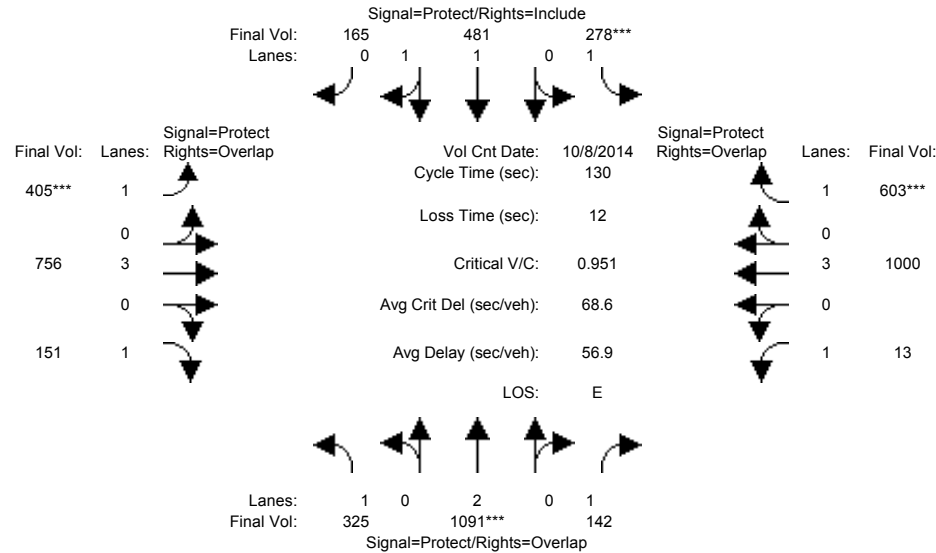 Signal=Protect/Rights=Include
Final Vol: 165 481 278***
Lanes: 0 1 1 0 1
Signal=Protect Signal=Protect
Final Vol: Lanes: Rights=Overlap Vol Cnt Date: 10/8/2014 Rights=Overlap Lanes: Final Vol:
Cycle Time (sec): 130
405*** 1 1 603***
Loss Time (sec): 12
0 0
756 3 Critical V/C: 0.951 3 1000
0 Avg Crit Del (sec/veh): 68.6 0
151 1 Avg Delay (sec/veh): 56.9 1 13
LOS: E
Lanes: 1 0 2 0 1
Final Vol: 325 1091*** 142
Signal=Protect/Rights=Overlap